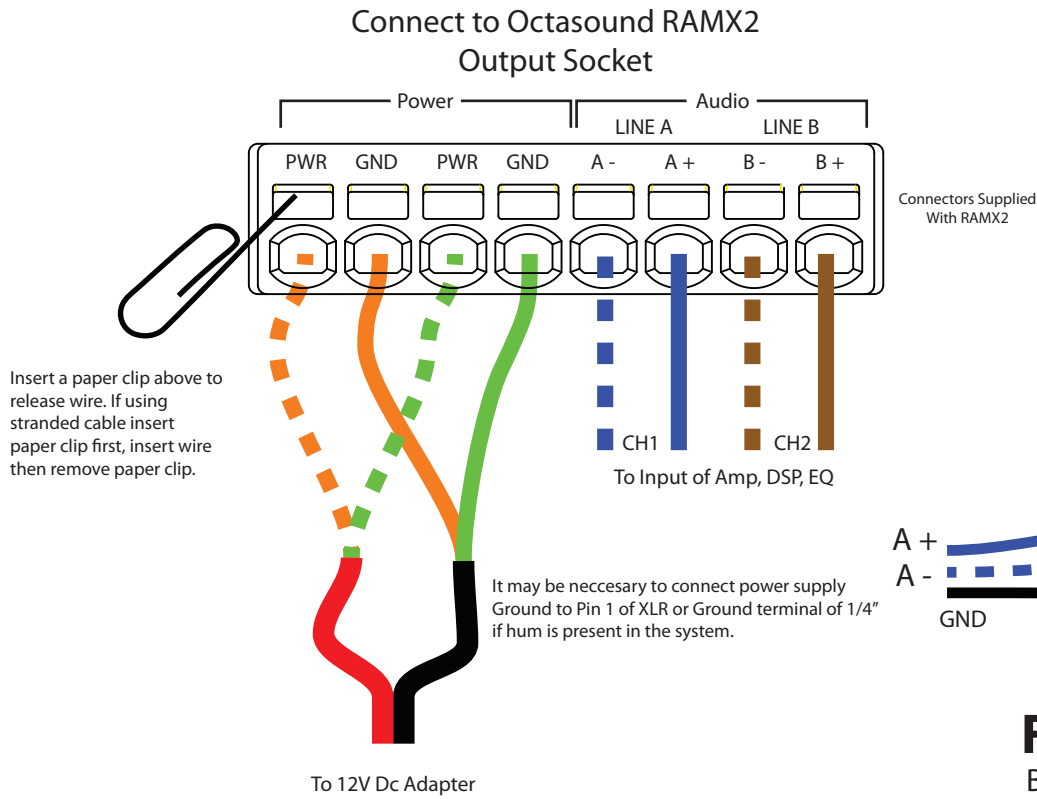 Connect to Octasound RAMX2
Output Socket
Power
Audio
LINE A
LINE B
PWR
GND
PWR
GND
A -
A +
B -
B +
Connectors Supplied
With RAMX2
Insert a paper clip above to
release wire. If using
stranded cable insert
paper clip first, insert wire
then remove paper clip.
CH1
CH2
To Input of Amp, DSP, EQ
A +
A -
GND
It may be neccesary to connect power supply
Ground to Pin 1 of XLR or Ground terminal of 1/4”
if hum is present in the system.
To 12V Dc Adapter